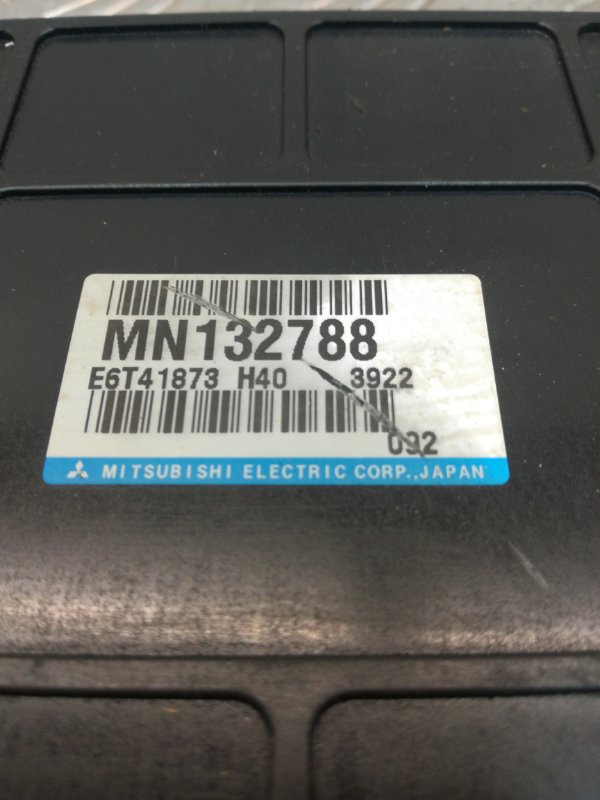 MN132788
E6T41873 H40 3922
092
MITSUBISHI ELECTRIC CORP.,JAPAN